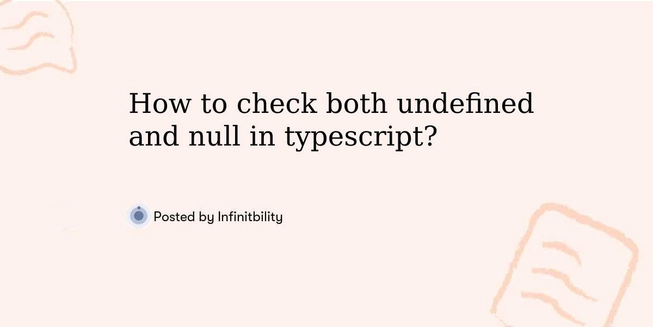 How to check both undefined
and null in typescript?
Posted by Infinitbility